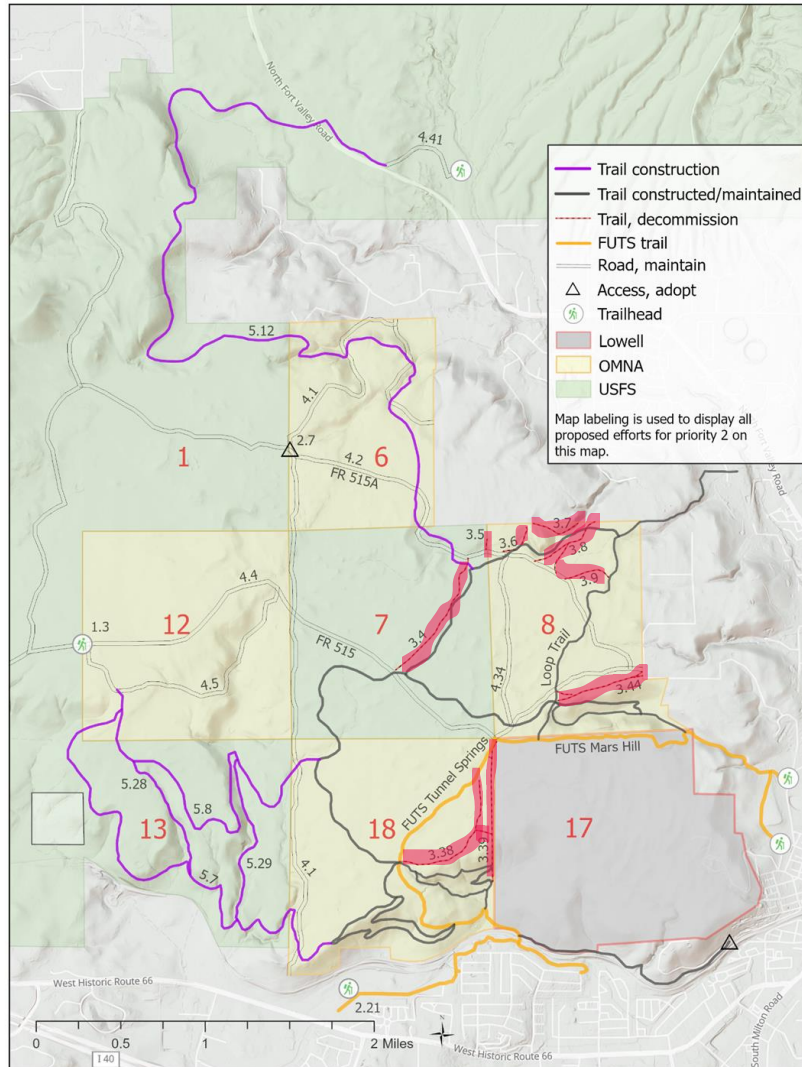 North Fort Valley Road
4.41
Trail construction
Trail constructed/maintained
Trail, decommission
FUTS trail
Road, maintain
Access, adopt
Trailhead
Lowell
OMNA
USFS
Map labeling is used to display all
proposed efforts for priority 2 on
this map.
5.12
4.1
2.7
1
4.2
6
FR 515A
Fort Valley Road
3.5
3.6
3.7
3.8
3.9
4.4
1.3
12
7
3.4
8
FR 515
4.5
4.34
Loop Trail
3.44
FUTS Mars Hill
FUTS Tunnel Springs
5.28
5.8
13
18
17
3.38
3.39
5.29
5.7
4.1
West Historic Route 66
2.21
South Milton Road
0
0.5
1
2 Miles
N
West Historic Route 66
I 40